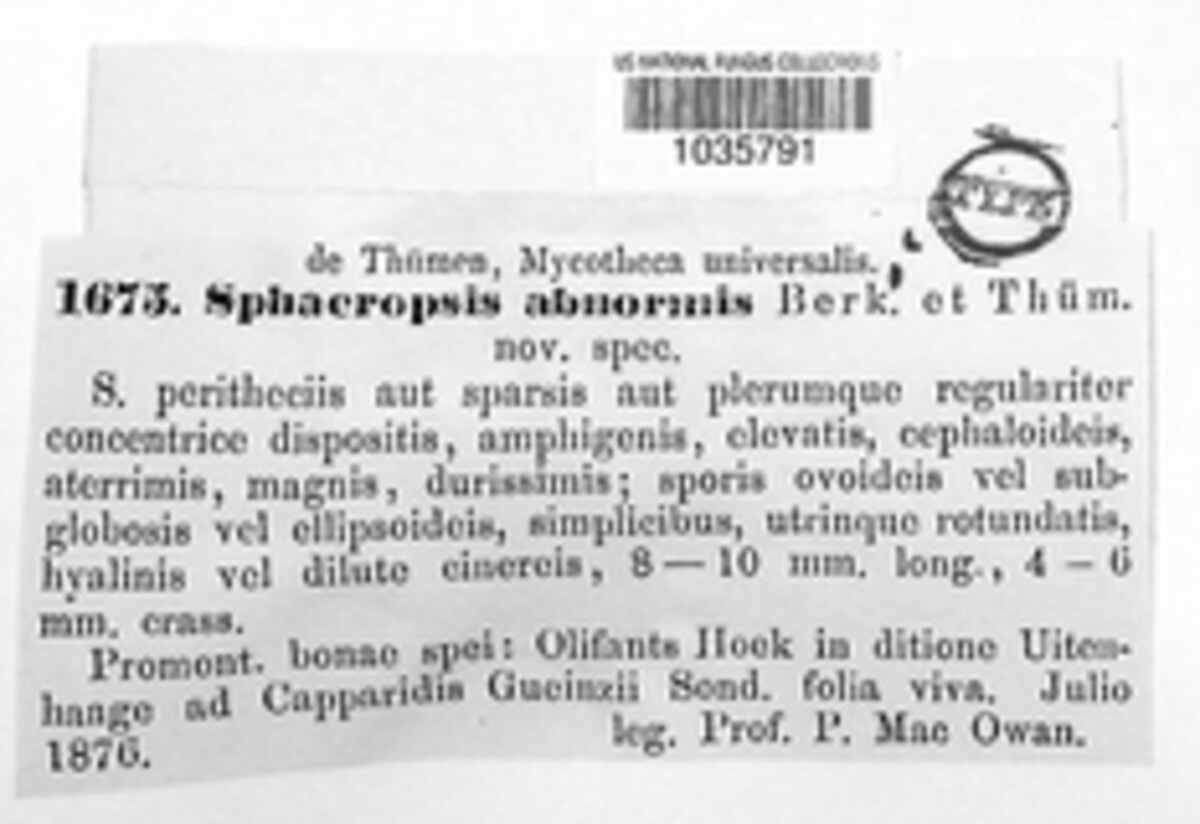 US NATIONAL FUNGUS COLLECTIONS
1035791
TYPE
de Thümen, Mycotheca universalis.
1675. Sphaeropsis abnormis Berk. et Thüm.
nov. spec.
S. peritheciis aut sparsis aut plerumque regulariter
concentrice dispositis, amphigenis, elevatis, cephaloideis,
aterrimis, magnis, durissimis; sporis ovoideis vel sub-
globosis vel ellipsoideis, simplicibus, utrinque rotundatis,
hyalinis vel dilute cinereis, 8—10 mm. long., 4 – 6
mm. crass.
Promont. bonae spei: Olifants Hoek in ditione Uiten-
hage ad Capparidis Gueinzii Sond. folia viva. Julio
1876. leg. Prof. P. Mac Owan.